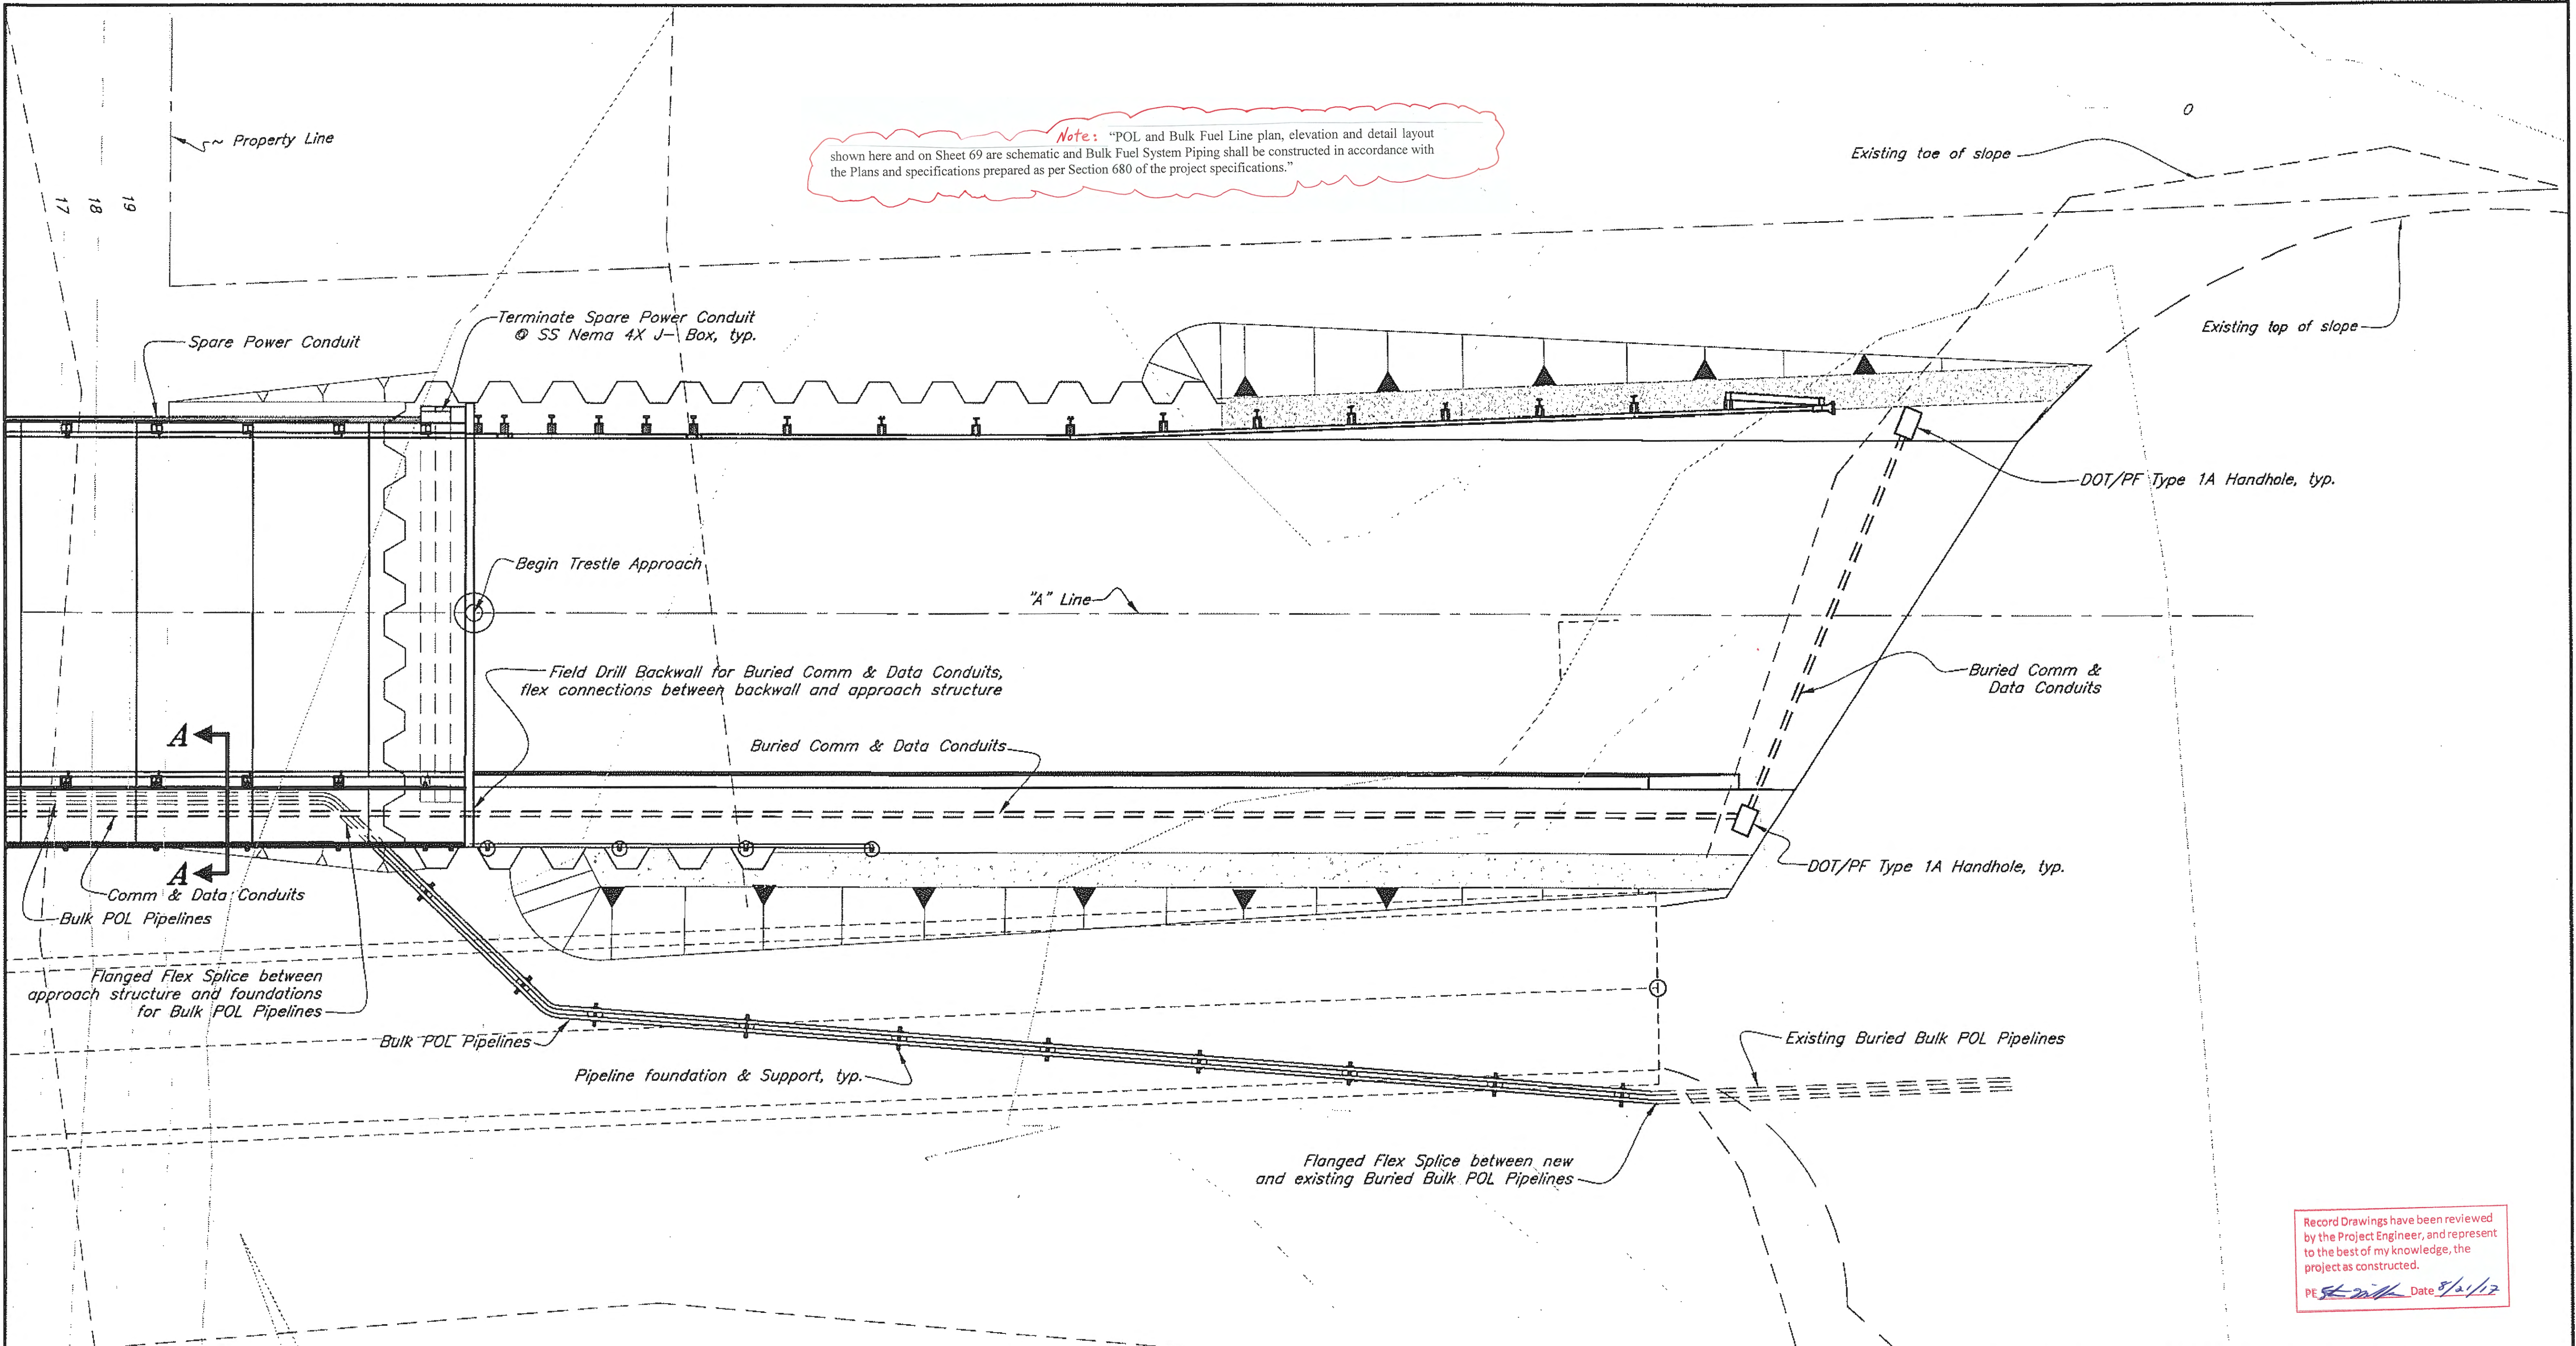 ~ Property Line
17
18
19
Note: “POL and Bulk Fuel Line plan, elevation and detail layout
shown here and on Sheet 69 are schematic and Bulk Fuel System Piping shall be constructed in accordance with
the Plans and specifications prepared as per Section 680 of the project specifications.”
O
Existing toe of slope
Existing top of slope
Spare Power Conduit
Terminate Spare Power Conduit
@ SS Nema 4X J- Box, typ.
DOT/PF Type 1A Handhole, typ.
Begin Trestle Approach
"A" Line
Field Drill Backwall for Buried Comm & Data Conduits,
flex connections between backwall and approach structure
Buried Comm &
Data Conduits
A
Buried Comm & Data Conduits
A
DOT/PF Type 1A Handhole, typ.
Comm & Data Conduits
Bulk POL Pipelines
Flanged Flex Splice between
approach structure and foundations
for Bulk POL Pipelines
Bulk POL Pipelines
Pipeline foundation & Support, typ.
Existing Buried Bulk POL Pipelines
Flanged Flex Splice between new
and existing Buried Bulk POL Pipelines
Record Drawings have been reviewed
by the Project Engineer, and represent
to the best of my knowledge, the
project as constructed.
PE Date 8/21/17